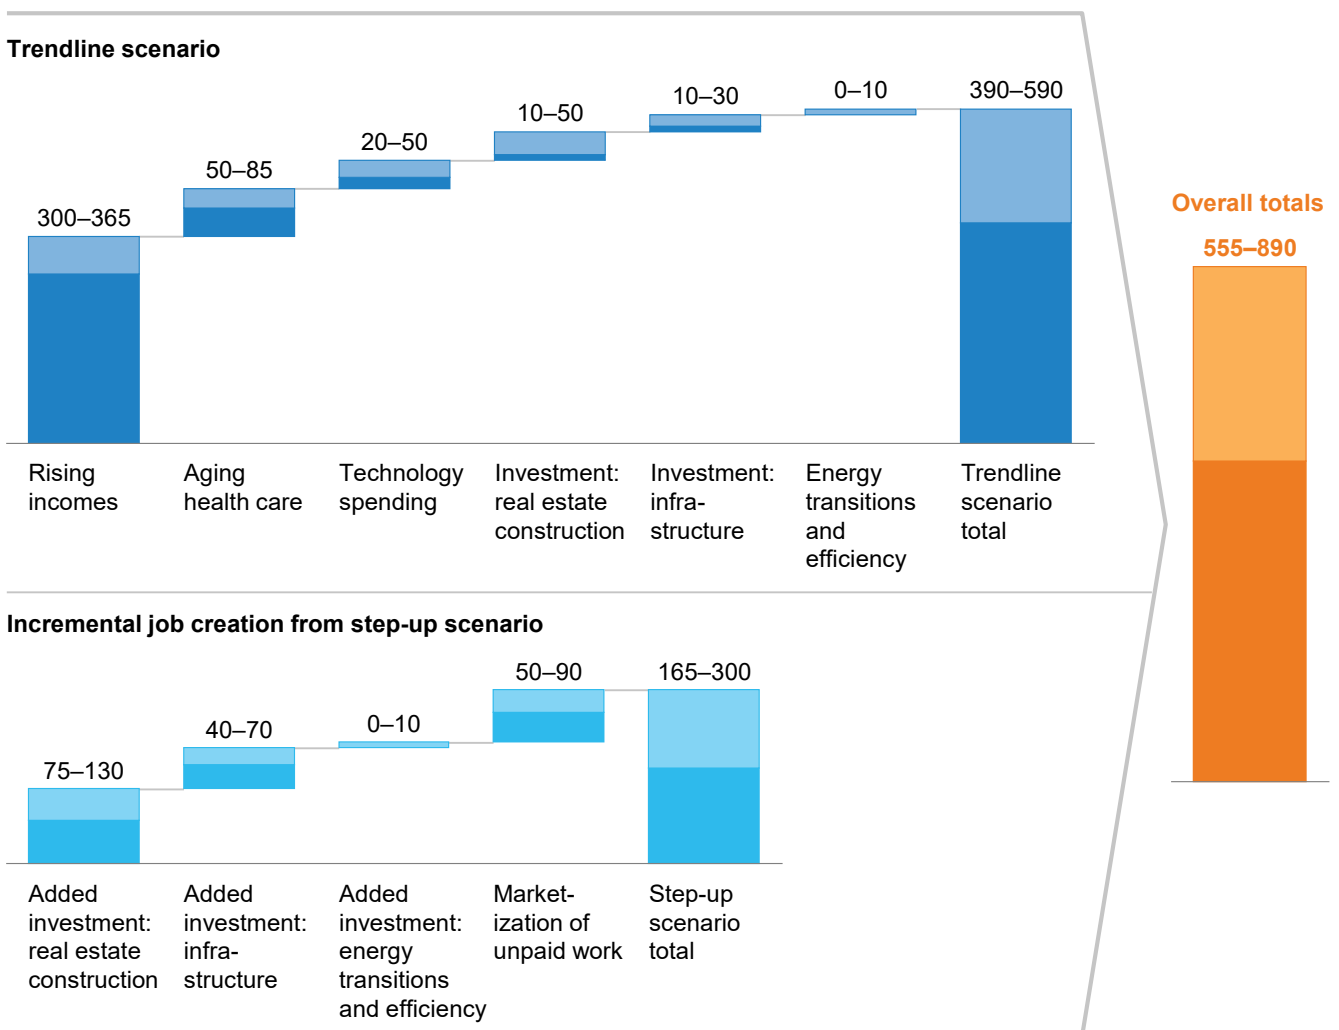 Trendline scenario
300–365
50–85
20–50
10–50
10–30
0–10
390–590
Rising
incomes
Aging
health care
Technology
spending
Investment:
real estate
construction
Investment:
infra-
structure
Energy
transitions
and
efficiency
Trendline
scenario
total
Overall totals
555–890
Incremental job creation from step-up scenario
75–130
40–70
0–10
50–90
165–300
Added
investment:
real estate
construction
Added
investment:
infra-
structure
Added
investment:
energy
transitions
and efficiency
Market-
ization of
unpaid work
Step-up
scenario
total